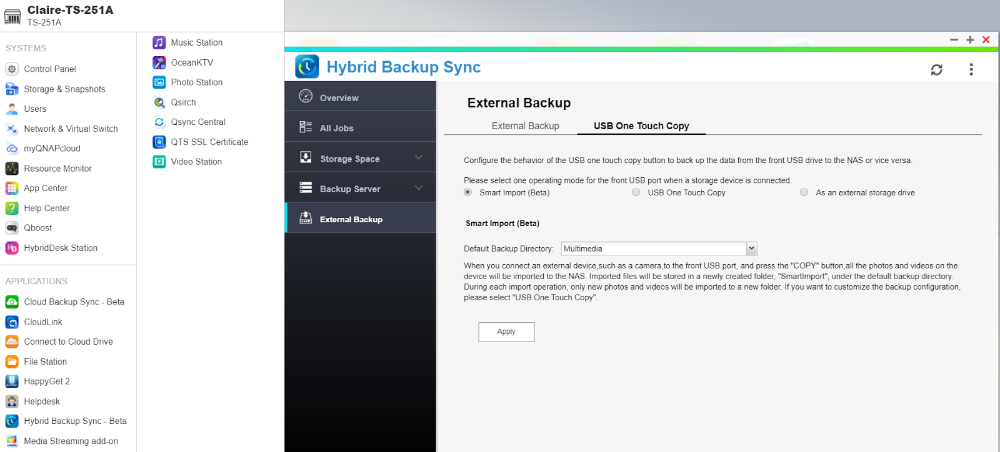 Claire-TS-251A
TS-251A
SYSTEMS
Control Panel
Storage & Snapshots
Users
Network & Virtual Switch
myQNAPcloud
Resource Monitor
App Center
Help Center
Qboost
HybridDesk Station
APPLICATIONS
Cloud Backup Sync - Beta
CloudLink
Connect to Cloud Drive
File Station
HappyGet 2
Helpdesk
Hybrid Backup Sync - Beta
Media Streaming add-on
Music Station
OceanKTV
Photo Station
Qsirch
Qsync Central
QTS SSL Certificate
Video Station
Hybrid Backup Sync
Overview
All Jobs
Storage Space
Backup Server
External Backup
External Backup
External Backup
USB One Touch Copy
Configure the behavior of the USB one touch copy button to back up the data from the front USB drive to the NAS or vice versa.
Please select one operating mode for the front USB port when a storage device is connected.
Smart Import (Beta)
USB One Touch Copy
As an external storage drive
Smart Import (Beta)
Default Backup Directory:
Multimedia
When you connect an external device,such as a camera,to the front USB port, and press the "COPY" button,all the photos and videos on the
device will be imported to the NAS. Imported files will be stored in a newly created folder, "SmartImport", under the default backup directory.
During each import operation, only new photos and videos will be imported to a new folder. If you want to customize the backup configuration,
please select "USB One Touch Copy".
Apply